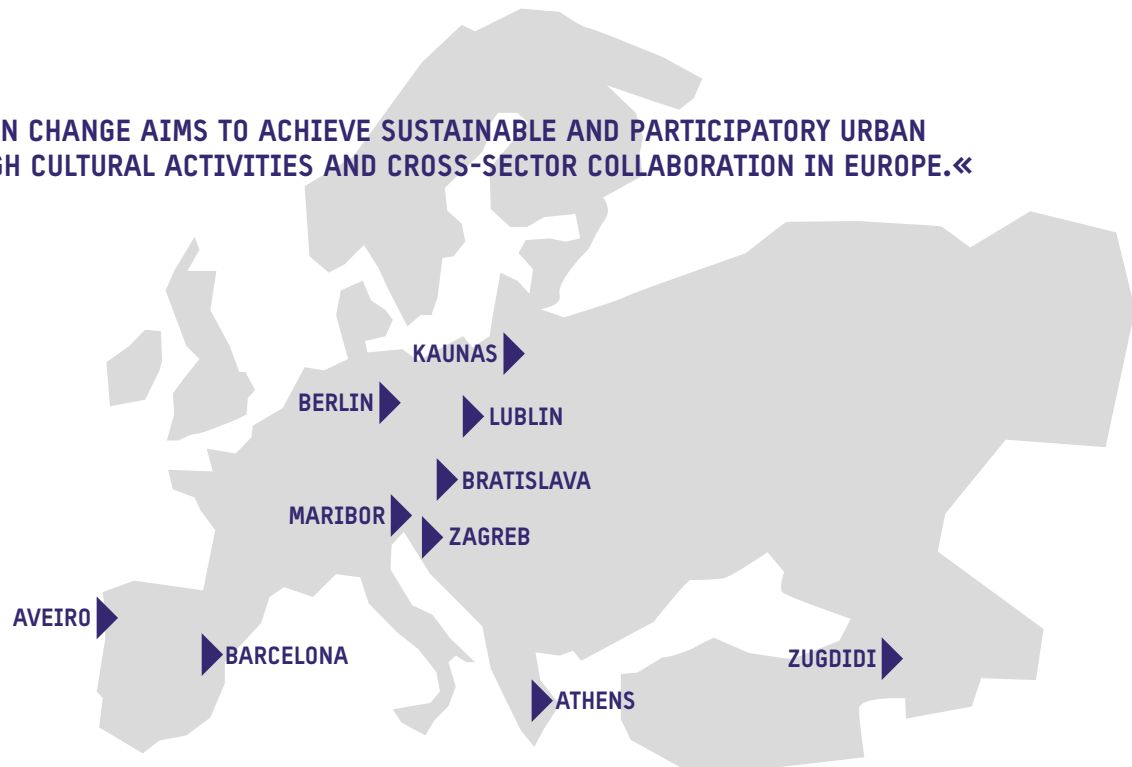 N CHANGE AIMS TO ACHIEVE SUSTAINABLE AND PARTICIPATORY URBAN
GH CULTURAL ACTIVITIES AND CROSS-SECTOR COLLABORATION IN EUROPE.«
KAUNAS
BERLIN
LUBLIN
BRATISLAVA
MARIBOR
ZAGREB
AVEIRO
BARCELONA
ZUGDIDI
ATHENS